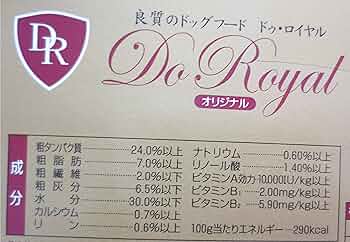 DR
良質のドッグフード ドゥ・ロイヤル
Do Royal
オリジナル
成分
粗タンパク質 24.0%以上
粗脂肪 7.0%以上
粗繊維 2.0%以下
粗灰分 6.5%以下
水分 30.0%以下
カルシウム 0.7%以上
リン 0.6%以上
ナトリウム 0.60%以上
リノール酸 1.40%以上
ビタミンA効力 10,000IU/kg以上
ビタミンB₁ 2.00mg/kg以上
ビタミンB₂ 5.90mg/kg以上
100g当たりエネルギー 290kcal